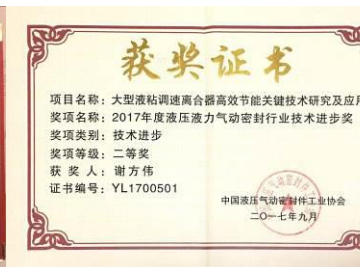 获奖证书
项目名称：大型液粘调速离合器高效节能关键技术研究及应用
奖项名称：2017年度液压液力气动密封行业技术进步奖
奖项类别：技术进步
奖项等级：二等奖
获 奖 人：谢方伟
证书编号：YL1700501
中国液压气动密封件工业协会
二〇一七年九月